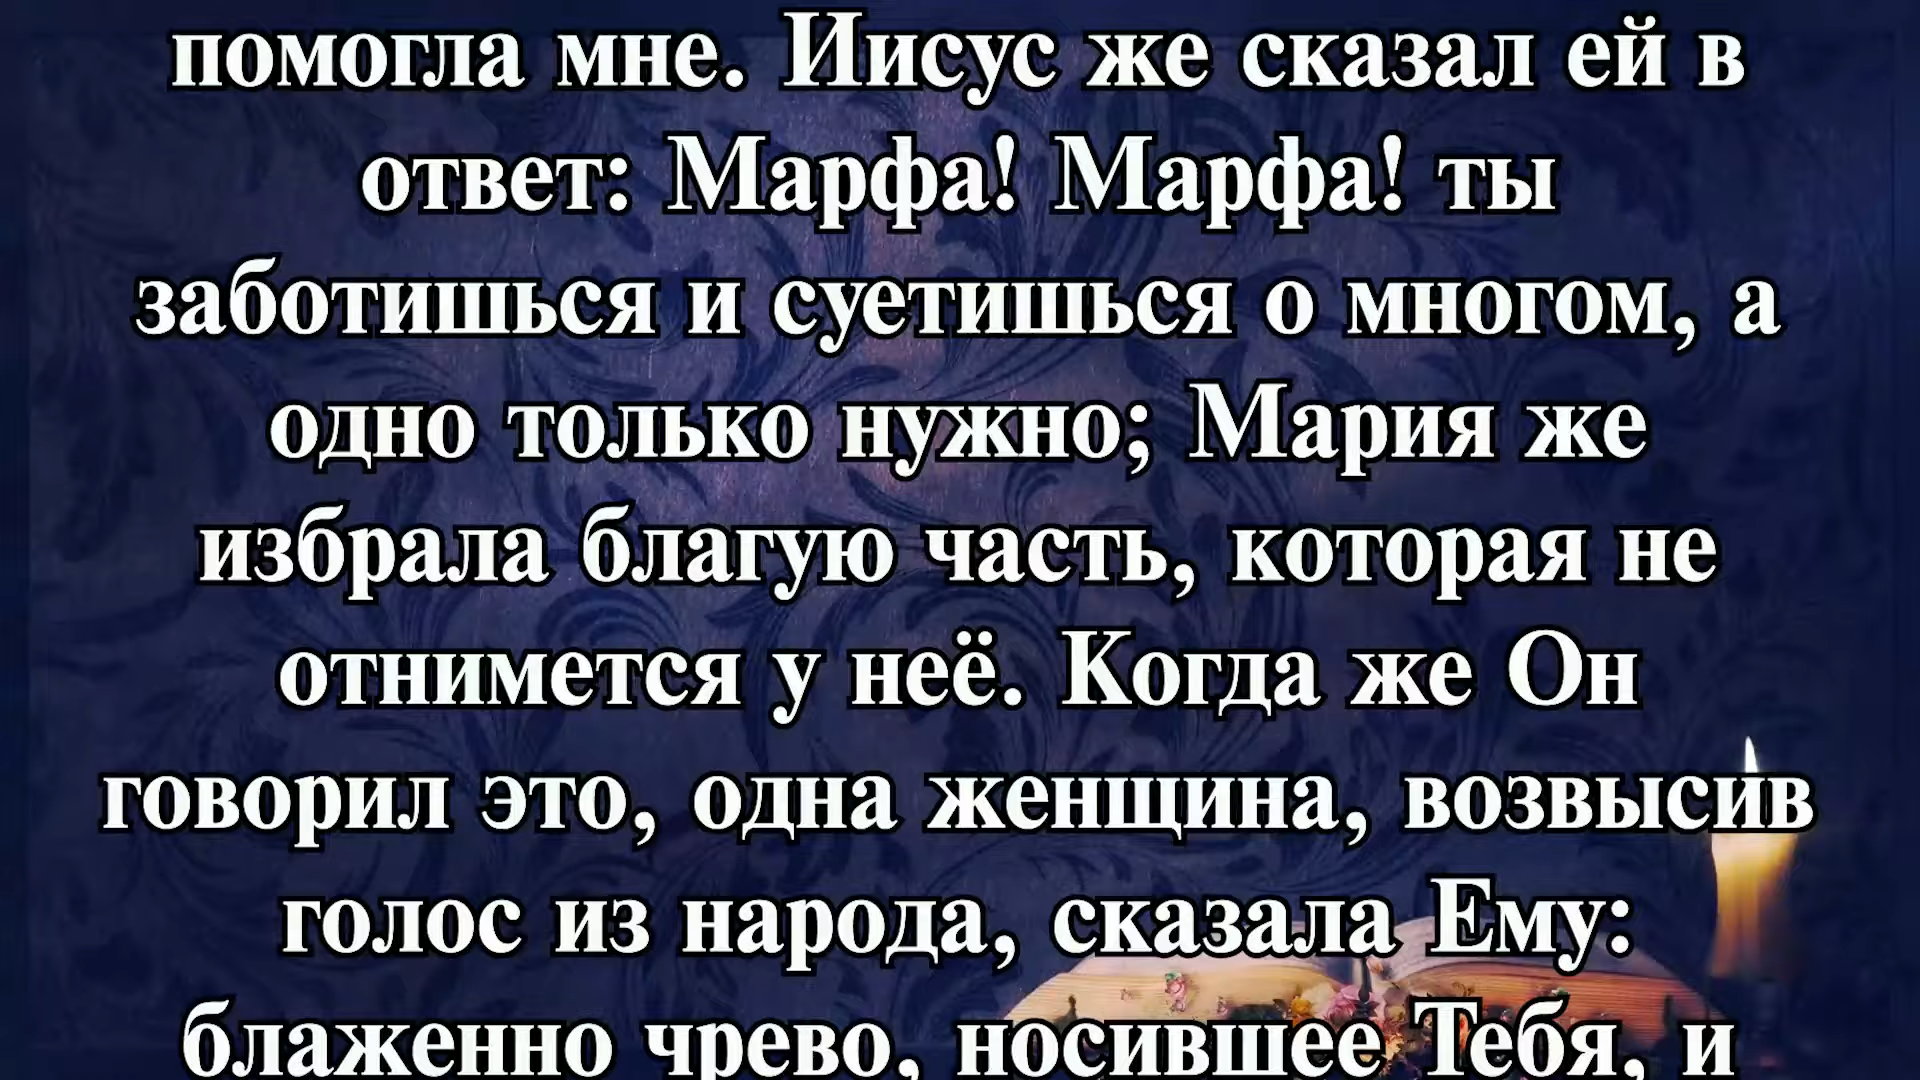 помогла мне. Иисус же сказал ей в
ответ: Марфа! Марфа! ты
заботишься и суетишься о многом, а
одно только нужно; Мария же
избрала благую часть, которая не
отнимется у неё. Когда же Он
говорил это, одна женщина, возвысив
голос из народа, сказала Ему:
блаженно чрево, носившее Тебя, и